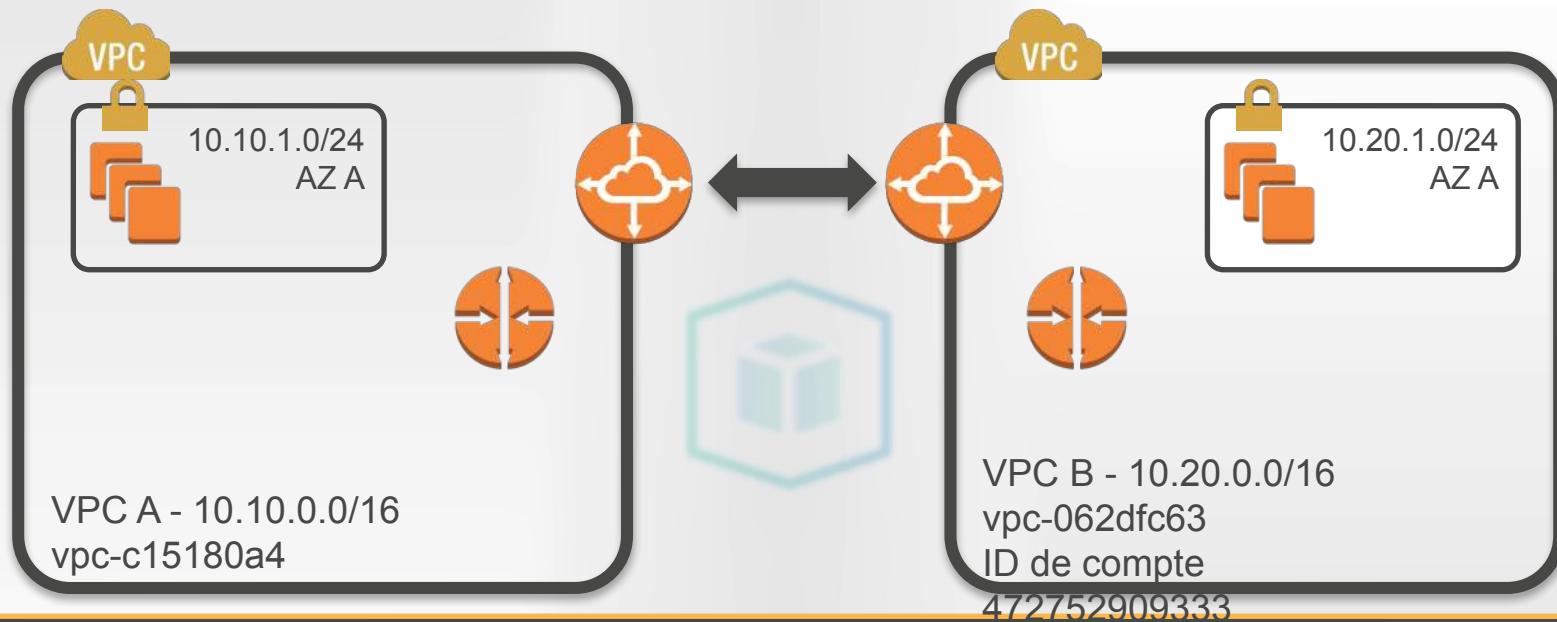 VPC
10.10.1.0/24
AZ A
VPC A - 10.10.0.0/16
vpc-c15180a4
VPC
10.20.1.0/24
AZ A
VPC B - 10.20.0.0/16
vpc-062dfc63
ID de compte
472752909333